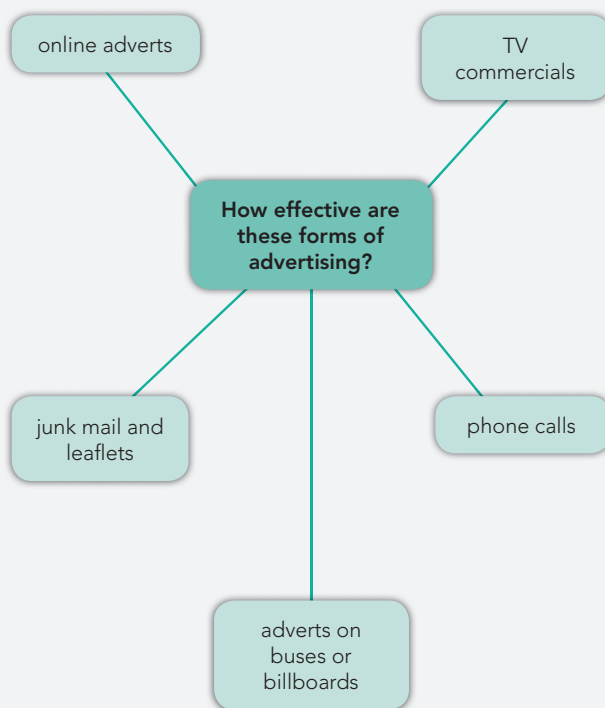 online adverts
TV
commercials
How effective are
these forms of
advertising?
junk mail and
leaflets
phone calls
adverts on
buses or
billboards